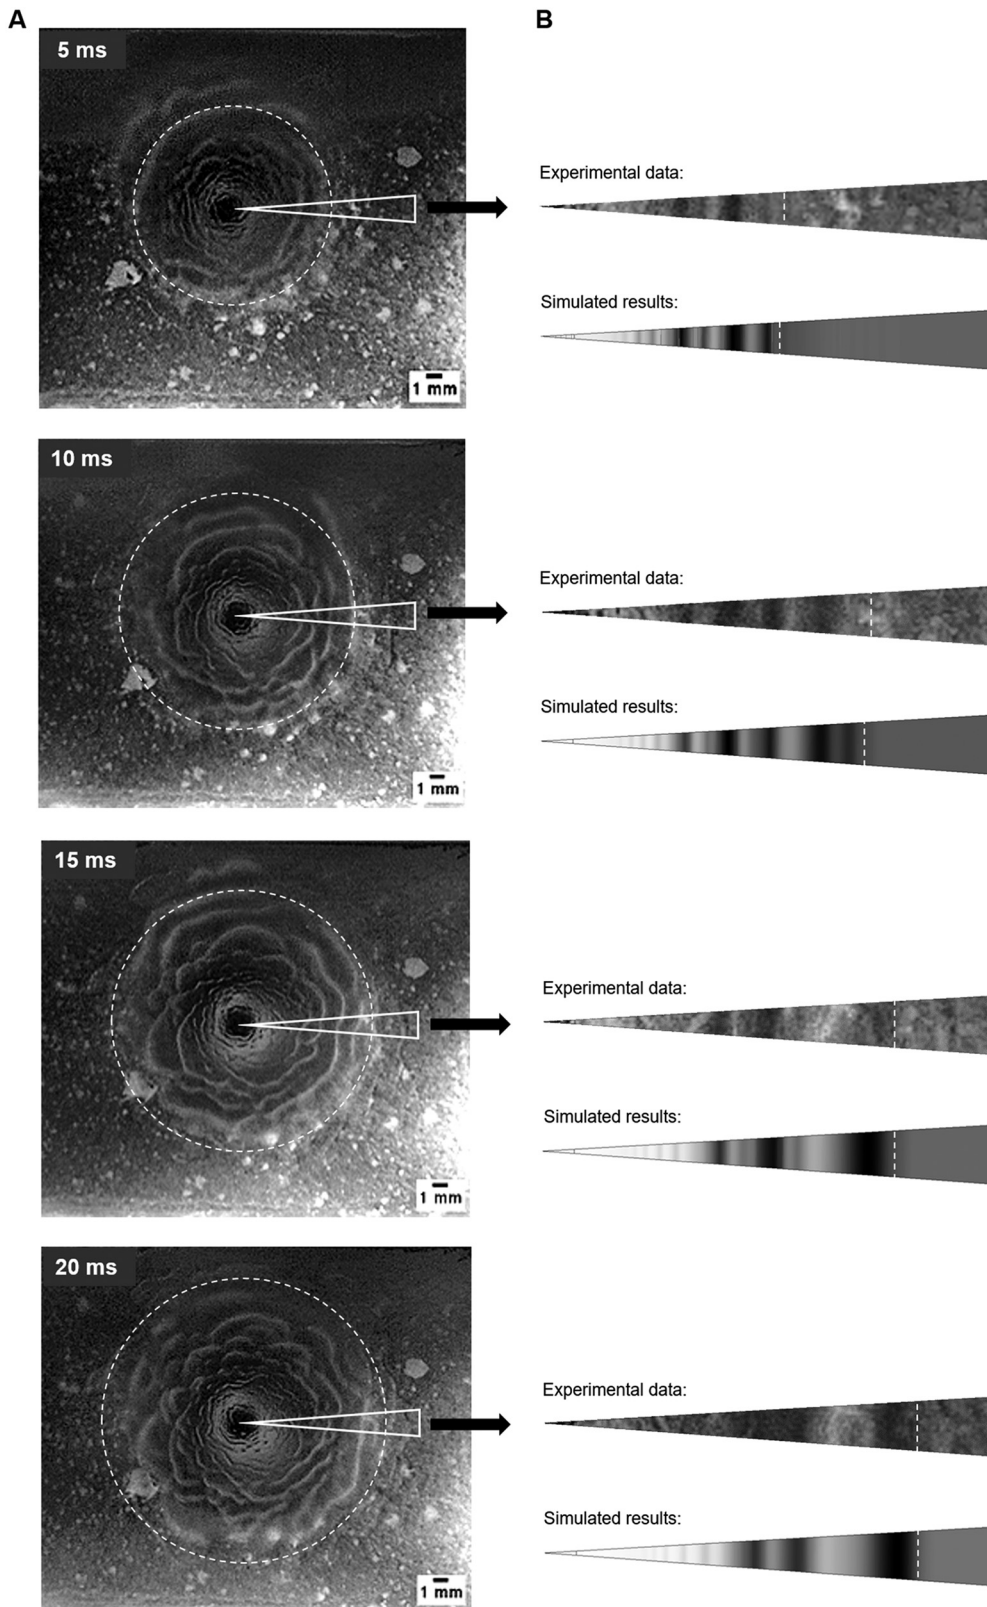 A
B
5 ms
1 mm
Experimental data:
Simulated results:
10 ms
1 mm
Experimental data:
Simulated results:
15 ms
1 mm
Experimental data:
Simulated results:
20 ms
1 mm
Experimental data:
Simulated results: